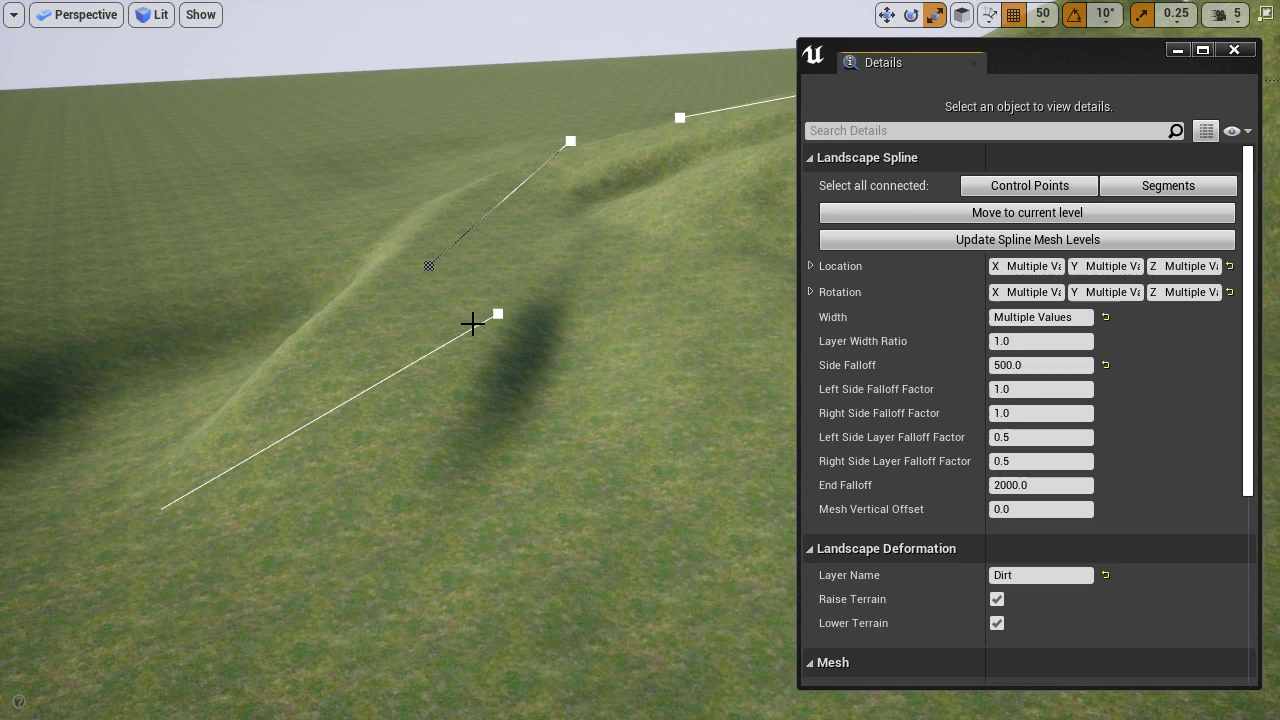 Perspective Lit Show 50 10° 0.25 5
Details
Select an object to view details.
Search Details
Landscape Spline
Select all connected: Control Points Segments
Move to current level
Update Spline Mesh Levels
Location X Multiple Va Y Multiple Va Z Multiple Va
Rotation X Multiple Va Y Multiple Va Z Multiple Va
Width Multiple Values
Layer Width Ratio 1.0
Side Falloff 500.0
Left Side Falloff Factor 1.0
Right Side Falloff Factor 1.0
Left Side Layer Falloff Factor 0.5
Right Side Layer Falloff Factor 0.5
End Falloff 2000.0
Mesh Vertical Offset 0.0
Landscape Deformation
Layer Name Dirt
Raise Terrain
Lower Terrain
Mesh